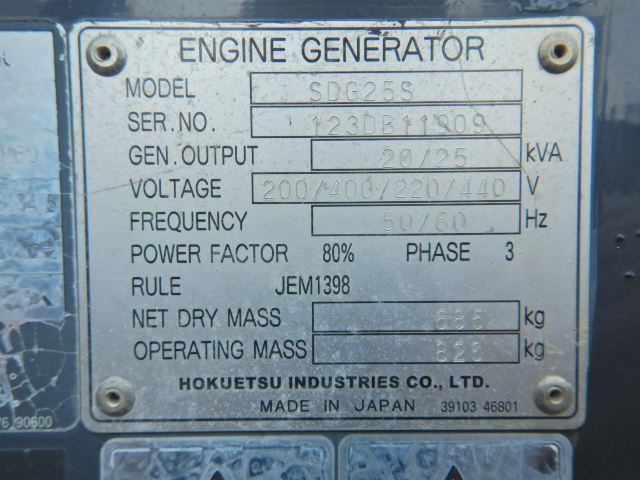 ENGINE GENERATOR
MODEL SDG25S
SER.NO. 123DB11909
GEN.OUTPUT 20/25 kVA
VOLTAGE 200/400/220/440 V
FREQUENCY 50/60 Hz
POWER FACTOR 80% PHASE 3
RULE JEM1398
NET DRY MASS kg
OPERATING MASS kg
HOKUETSU INDUSTRIES CO., LTD.
MADE IN JAPAN 39103 46801
90600